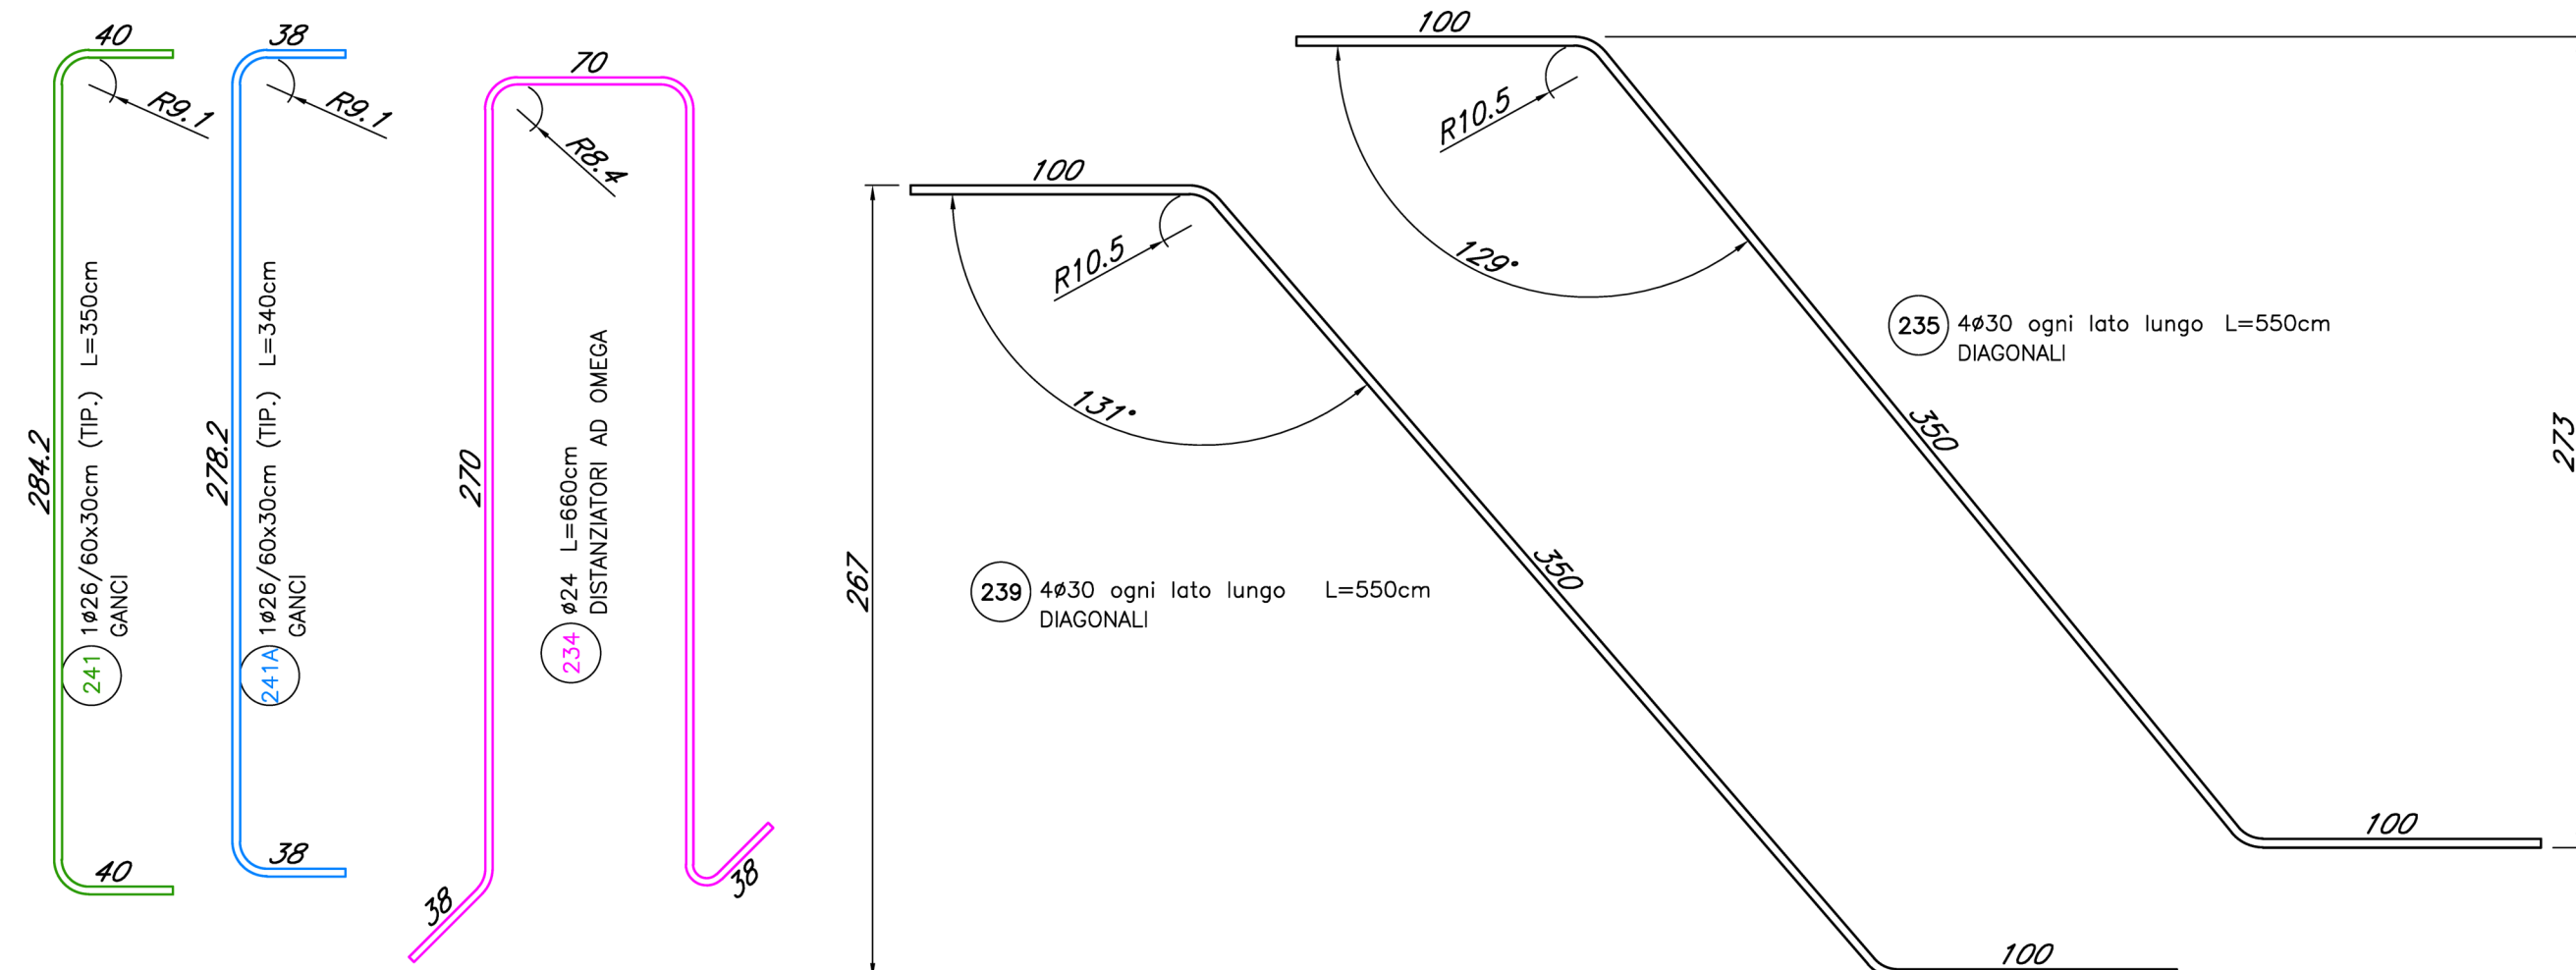 40
R9.1
284.2
241
1ø26/60x30cm (TIP.) L=350cm
GANCI
40
38
R9.1
278.2
241A
1ø26/60x30cm (TIP.) L=340cm
GANCI
38
70
R8.4
270
234
ø24 L=660cm
DISTANZIATORI AD OMEGA
38
38
100
R10.5
131°
267
350
239
4ø30 ogni lato lungo L=550cm
DIAGONALI
100
100
R10.5
129°
235
4ø30 ogni lato lungo L=550cm
DIAGONALI
350
273
100